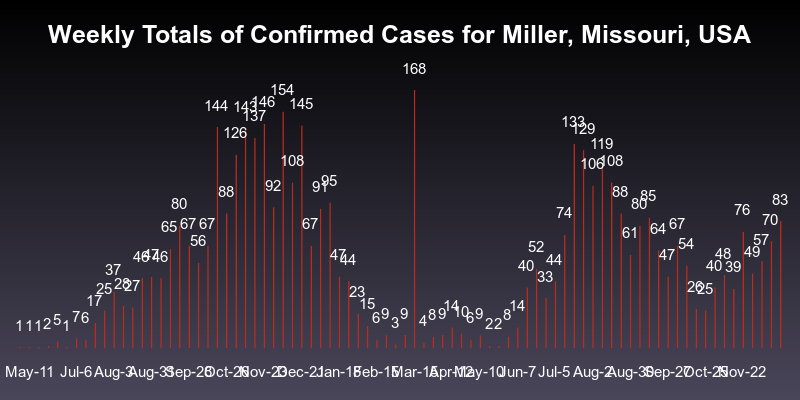 Weekly Totals of Confirmed Cases for Miller, Missouri, USA
1 1 1 2 5 1 7 6 17 25 37 28 27 46 47 46 65 80 67 56 67 144 88 126 143 137 146 92 154 108 145 67 91 95 47 44 23 15 6 9 3 9 168 4 8 9 14 10 6 9 2 2 8 14 40 52 33 44 74 133 129 106 119 108 88 61 80 85 64 47 67 54 26 25 40 48 39 76 49 57 70 83
May-11 Jul-6 Aug-3 Aug-31 Sep-28 Oct-26 Nov-23 Dec-21 Jan-18 Feb-15 Mar-15 Apr-12 May-10 Jun-7 Jul-5 Aug-2 Aug-30 Sep-27 Oct-25 Nov-22